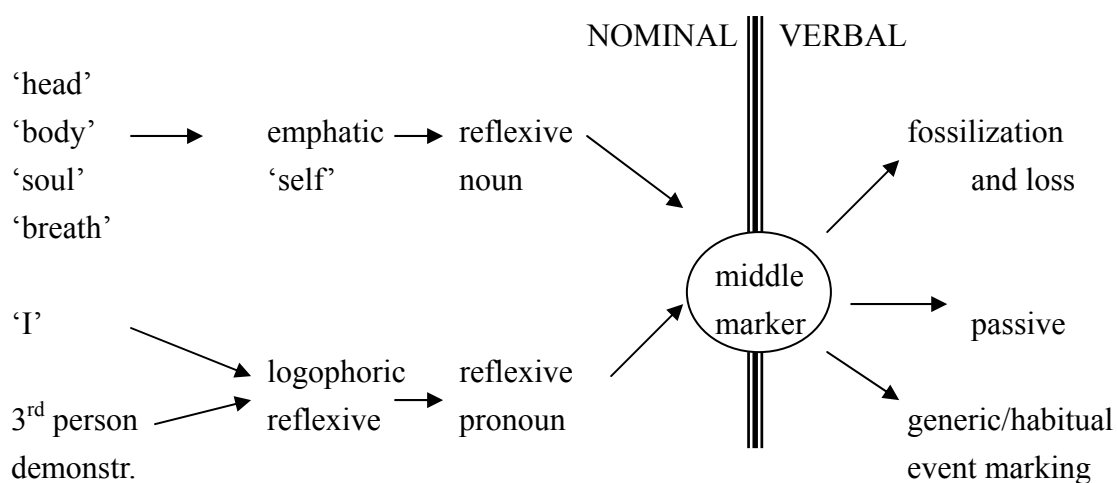 NOMINAL VERBAL
‘head’
‘body’
‘soul’
‘breath’
emphatic
‘self’
reflexive
noun
‘I’
3rd person
demonstr.
logophoric
reflexive
reflexive
pronoun
middle
marker
fossilization
and loss
passive
generic/habitual
event marking